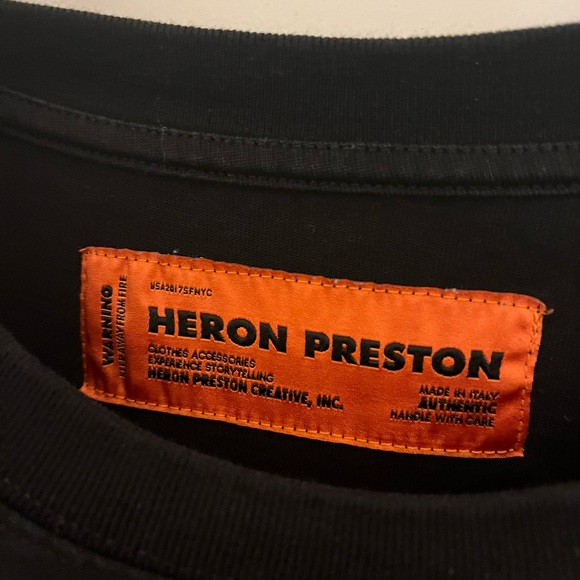 WARNING
KEEP AWAY FROM FIRE
USA2017SFNYC
HERON PRESTON
CLOTHES ACCESSORIES
EXPERIENCE STORYTELLING
HERON PRESTON CREATIVE, INC.
MADE IN ITALY
AUTHENTIC
HANDLE WITH CARE